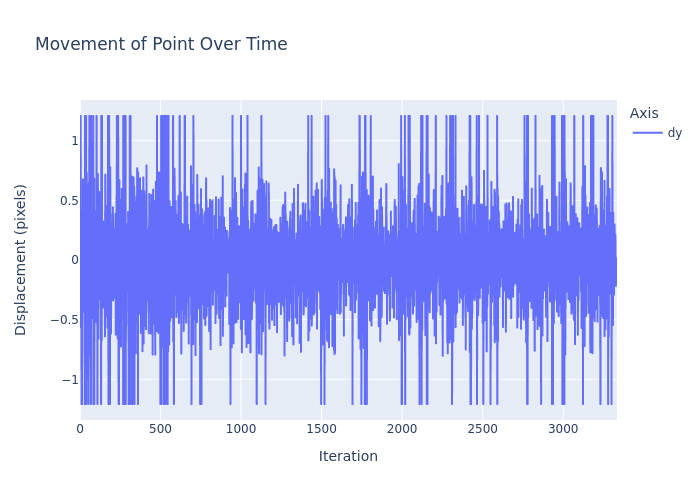 Movement of Point Over Time
Axis
dy
Displacement (pixels)
1
0.5
0
−0.5
−1
0
500
1000
1500
2000
2500
3000
Iteration